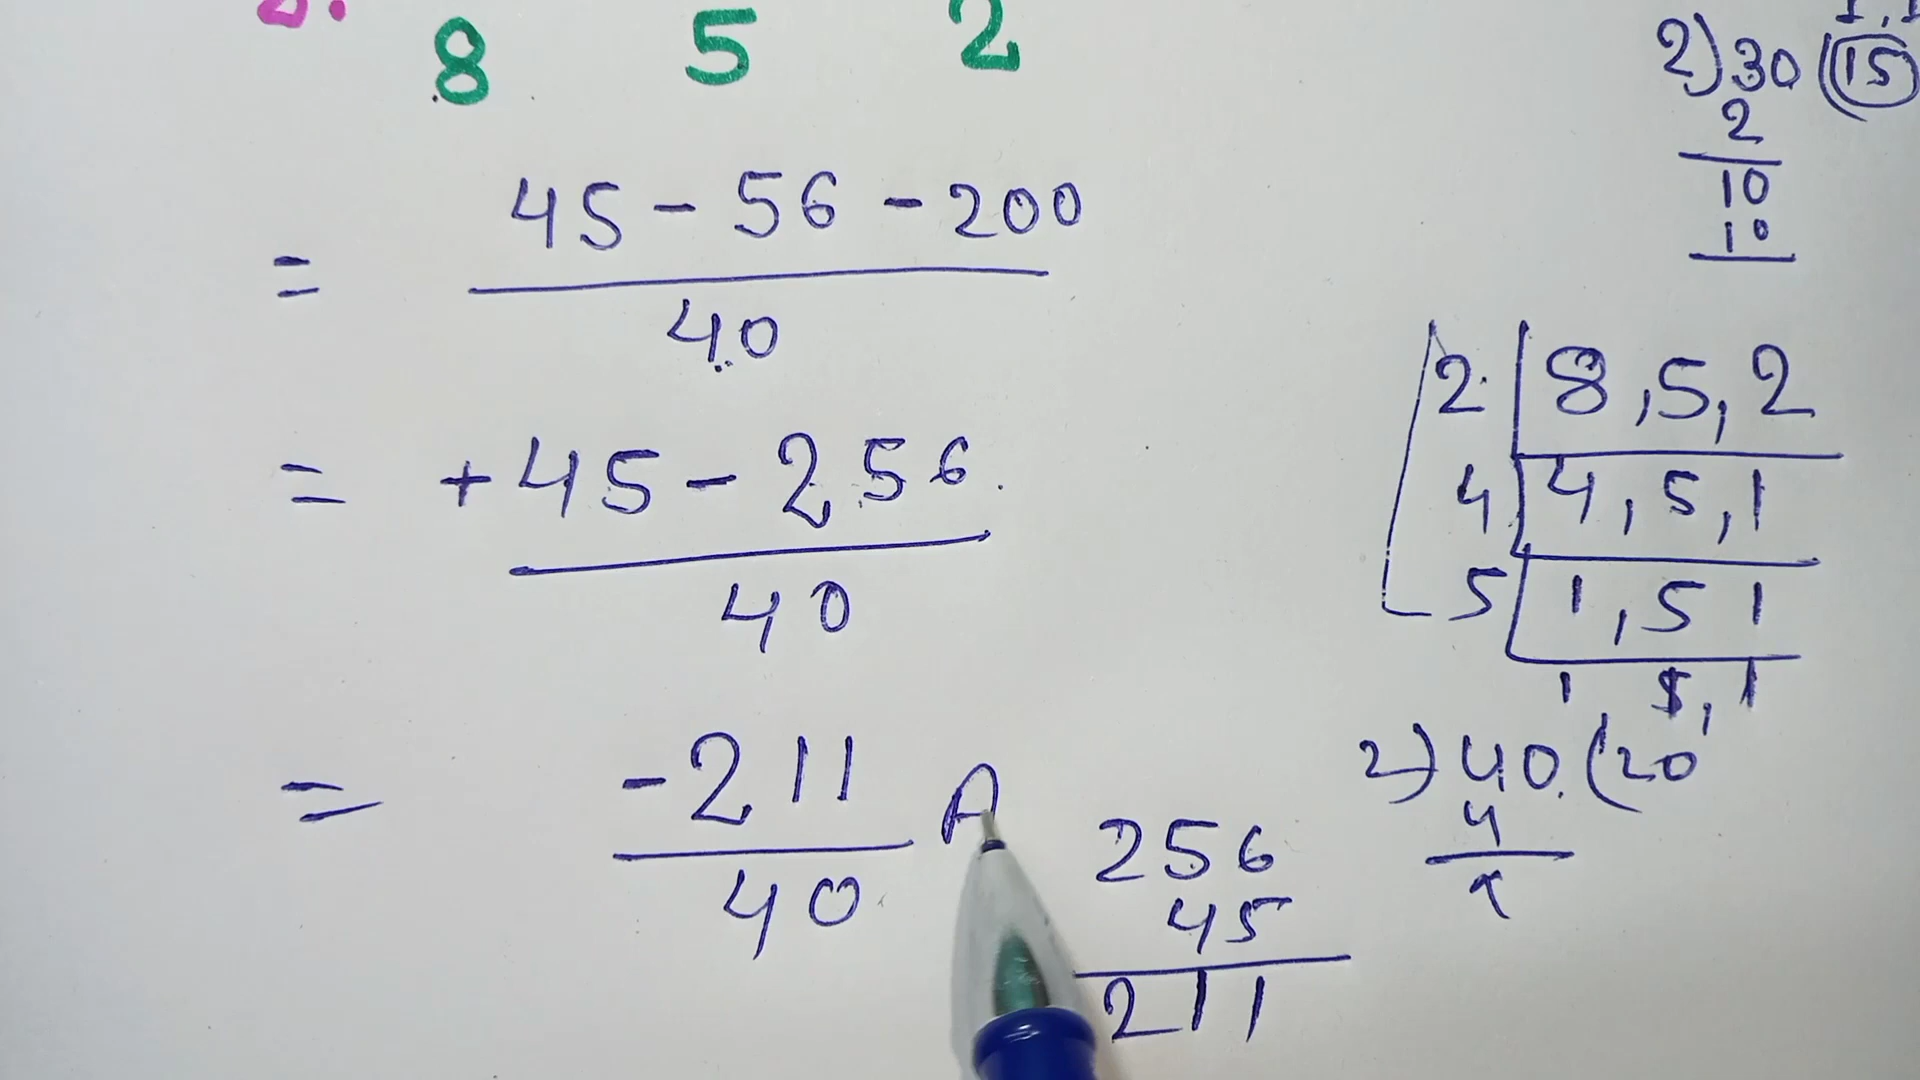 8 5 2
= 45 - 56 - 200
40
= + 45 - 256
40
= - 211
40
A
256
45
211
2) 30 (15
2
10
10
2 | 8, 5, 2
4 | 4, 5, 1
5 | 1, 5 1
1, 1
2) 40 (20
4
x